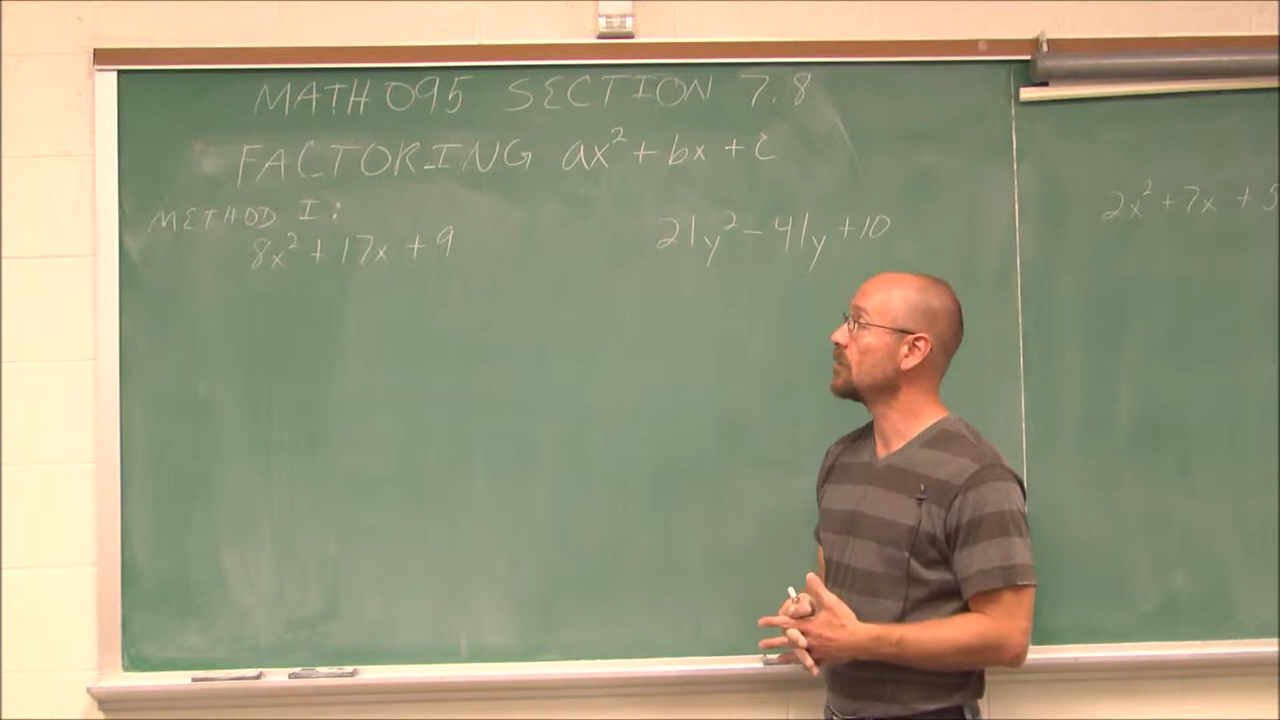 MATH 095 SECTION 7.8
FACTORING ax² + bx + c
METHOD I:
8x² + 17x + 9
21y² - 41y + 10
2x² + 7x + 5